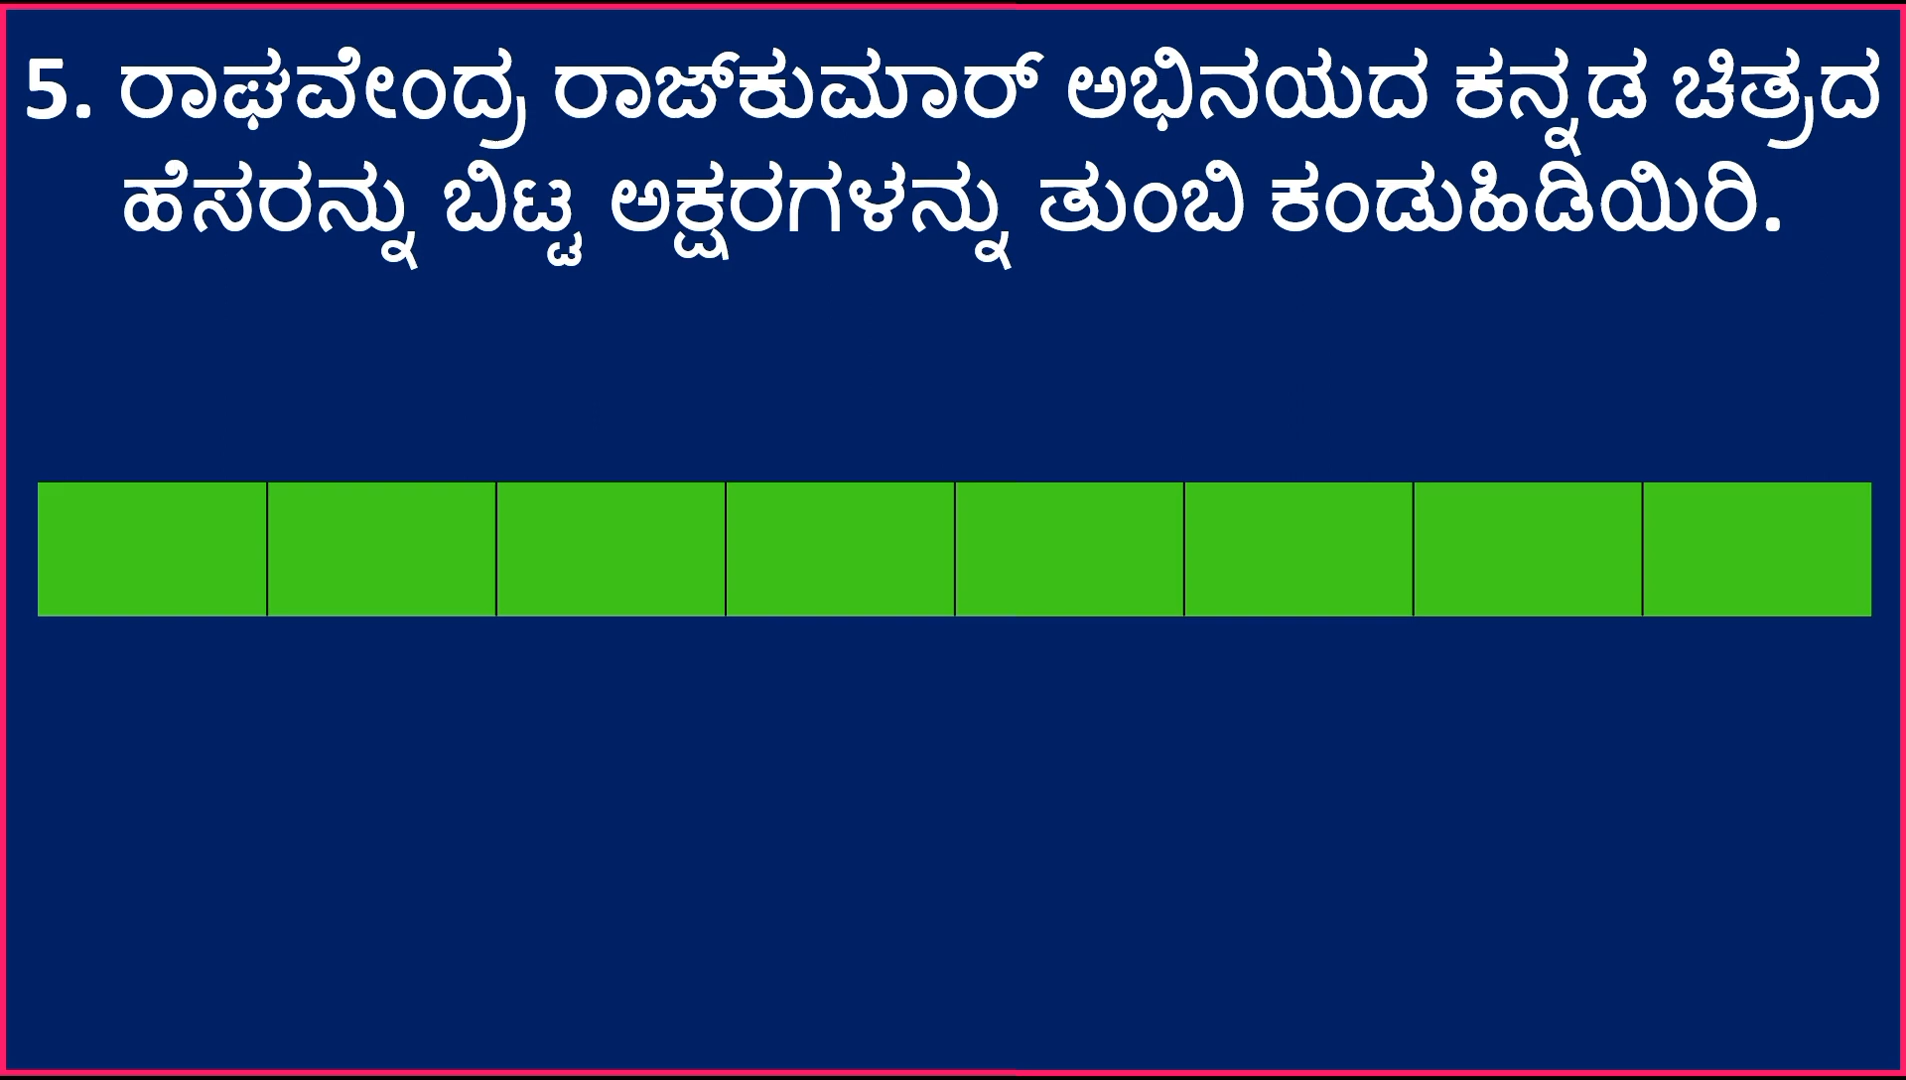 5. ರಾಘವೇಂದ್ರ ರಾಜ್‌ಕುಮಾರ್ ಅಭಿನಯದ ಕನ್ನಡ ಚಿತ್ರದ
ಹೆಸರನ್ನು ಬಿಟ್ಟ ಅಕ್ಷರಗಳನ್ನು ತುಂಬಿ ಕಂಡುಹಿಡಿಯಿರಿ.